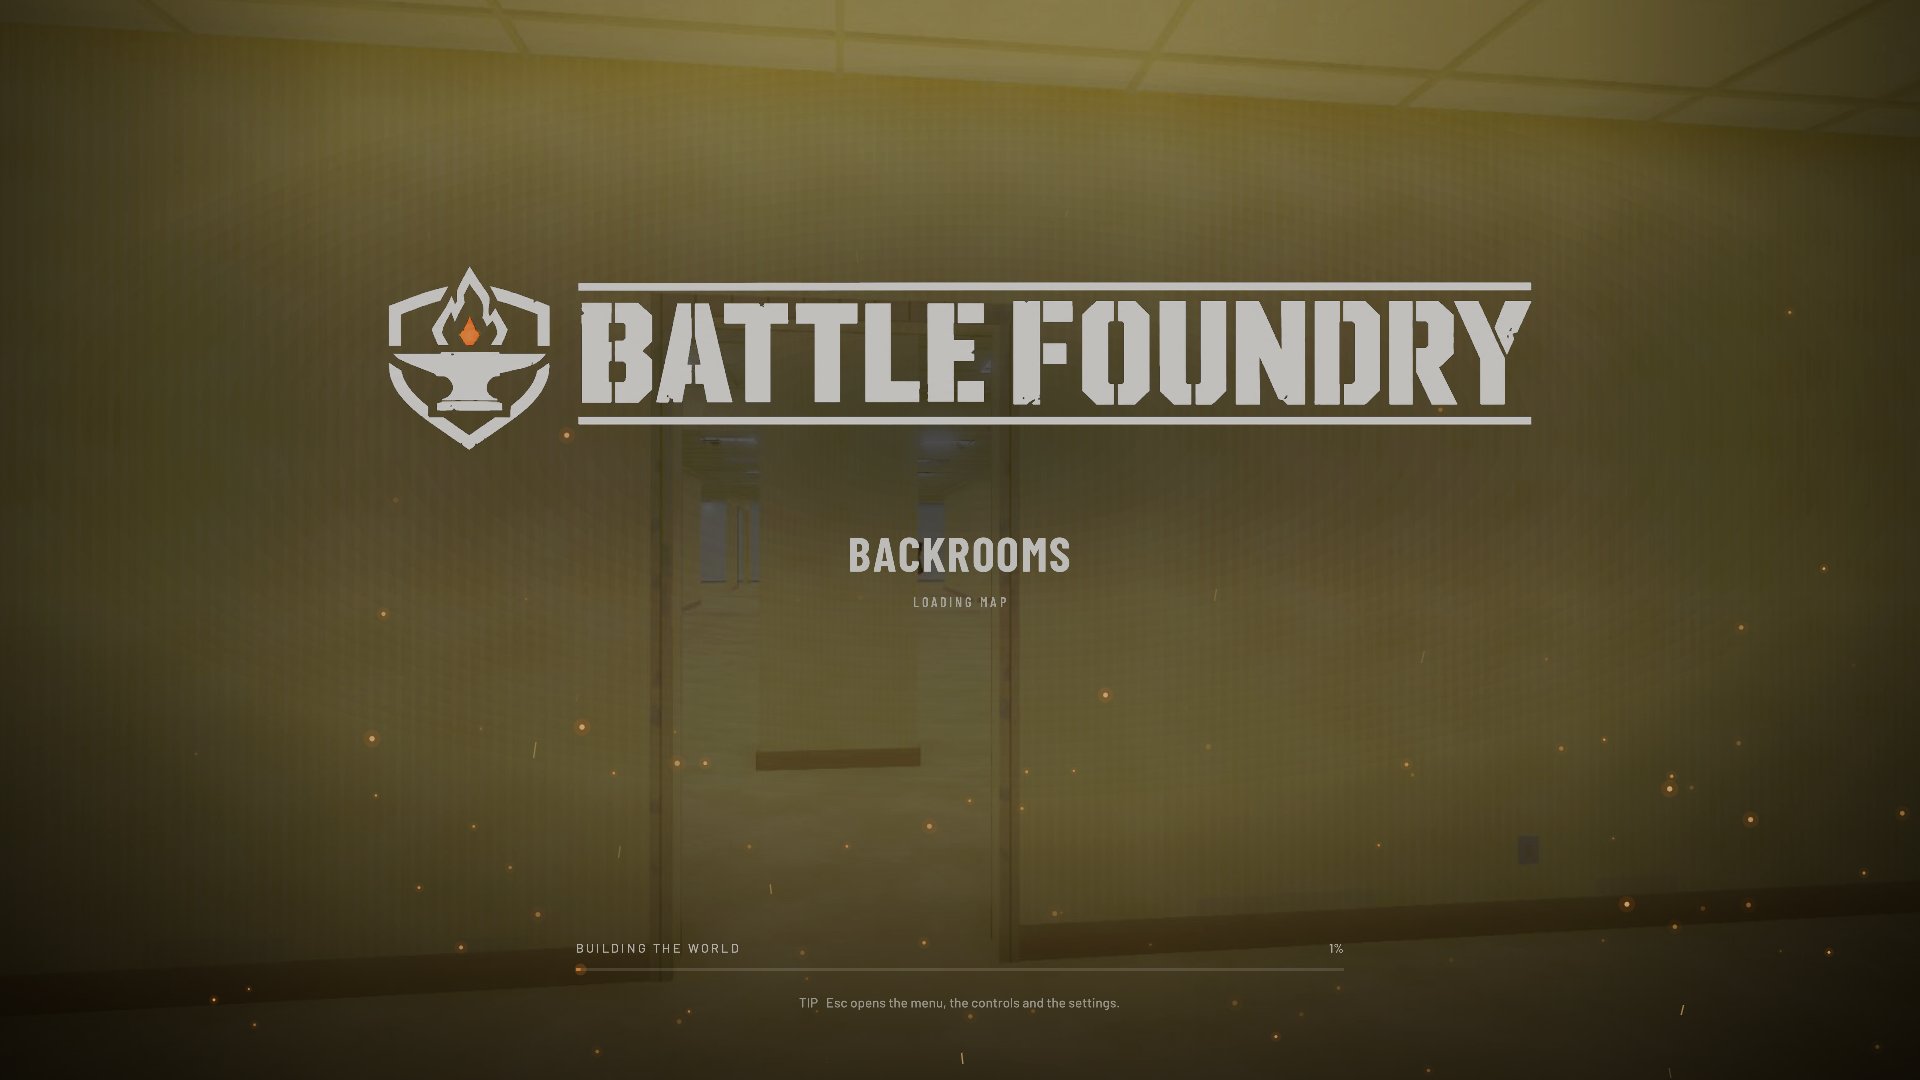 BATTLE FOUNDRY
BACKROOMS
LOADING MAP
BUILDING THE WORLD 1%
TIP Esc opens the menu, the controls and the settings.